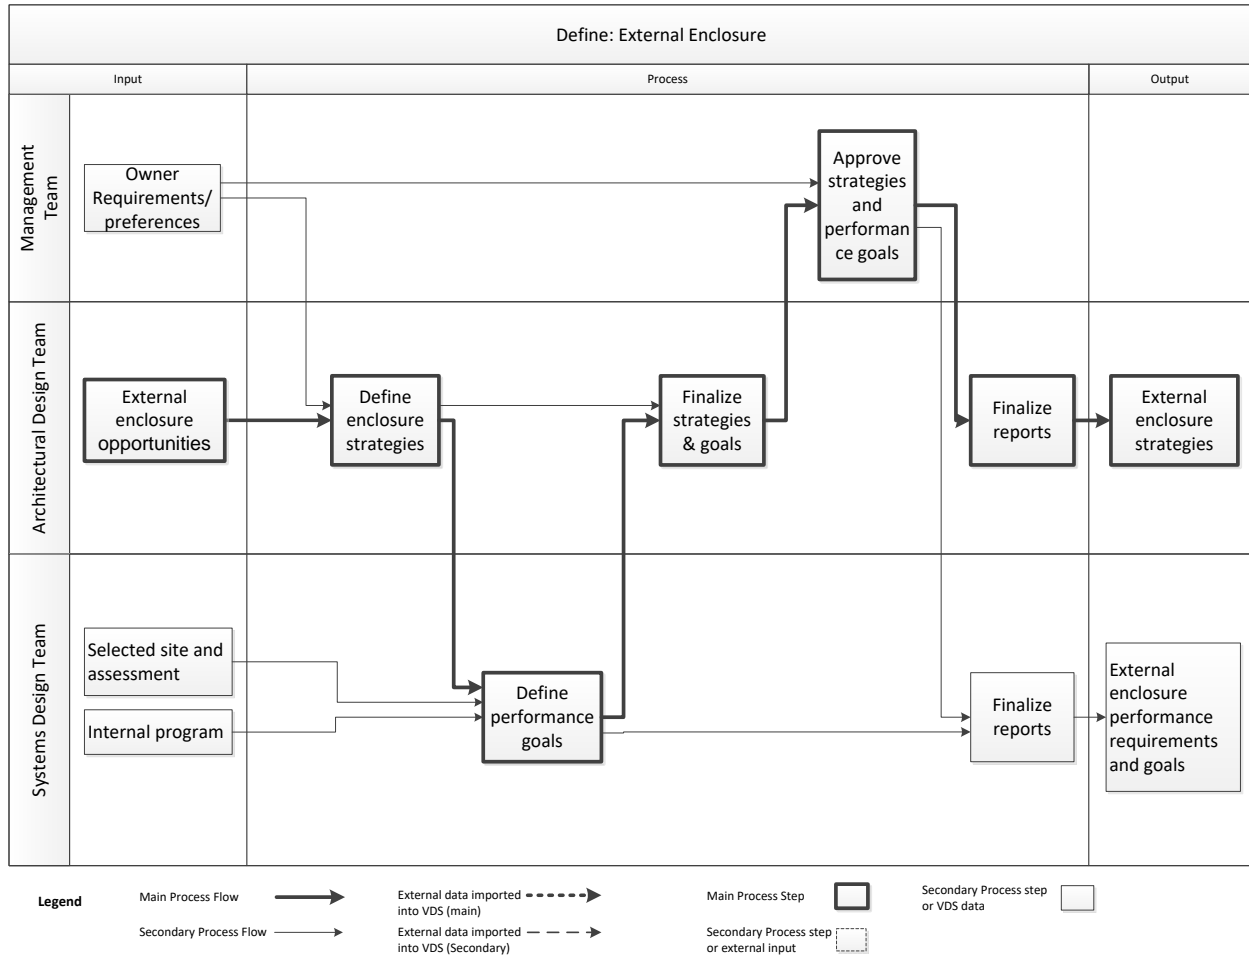 Define: External Enclosure
Input
Process
Output
Management
Team
Owner
Requirements/
preferences
Approve
strategies
and
performan
ce goals
Architectural Design Team
External
enclosure
opportunities
Define
enclosure
strategies
Finalize
strategies
& goals
Finalize
reports
External
enclosure
strategies
Systems Design Team
Selected site and
assessment
Internal program
Define
performance
goals
Finalize
reports
External
enclosure
performance
requirements
and goals
Legend
Main Process Flow
Secondary Process Flow
External data imported
into VDS (main)
External data imported
into VDS (Secondary)
Main Process Step
Secondary Process step
or external input
Secondary Process step
or VDS data